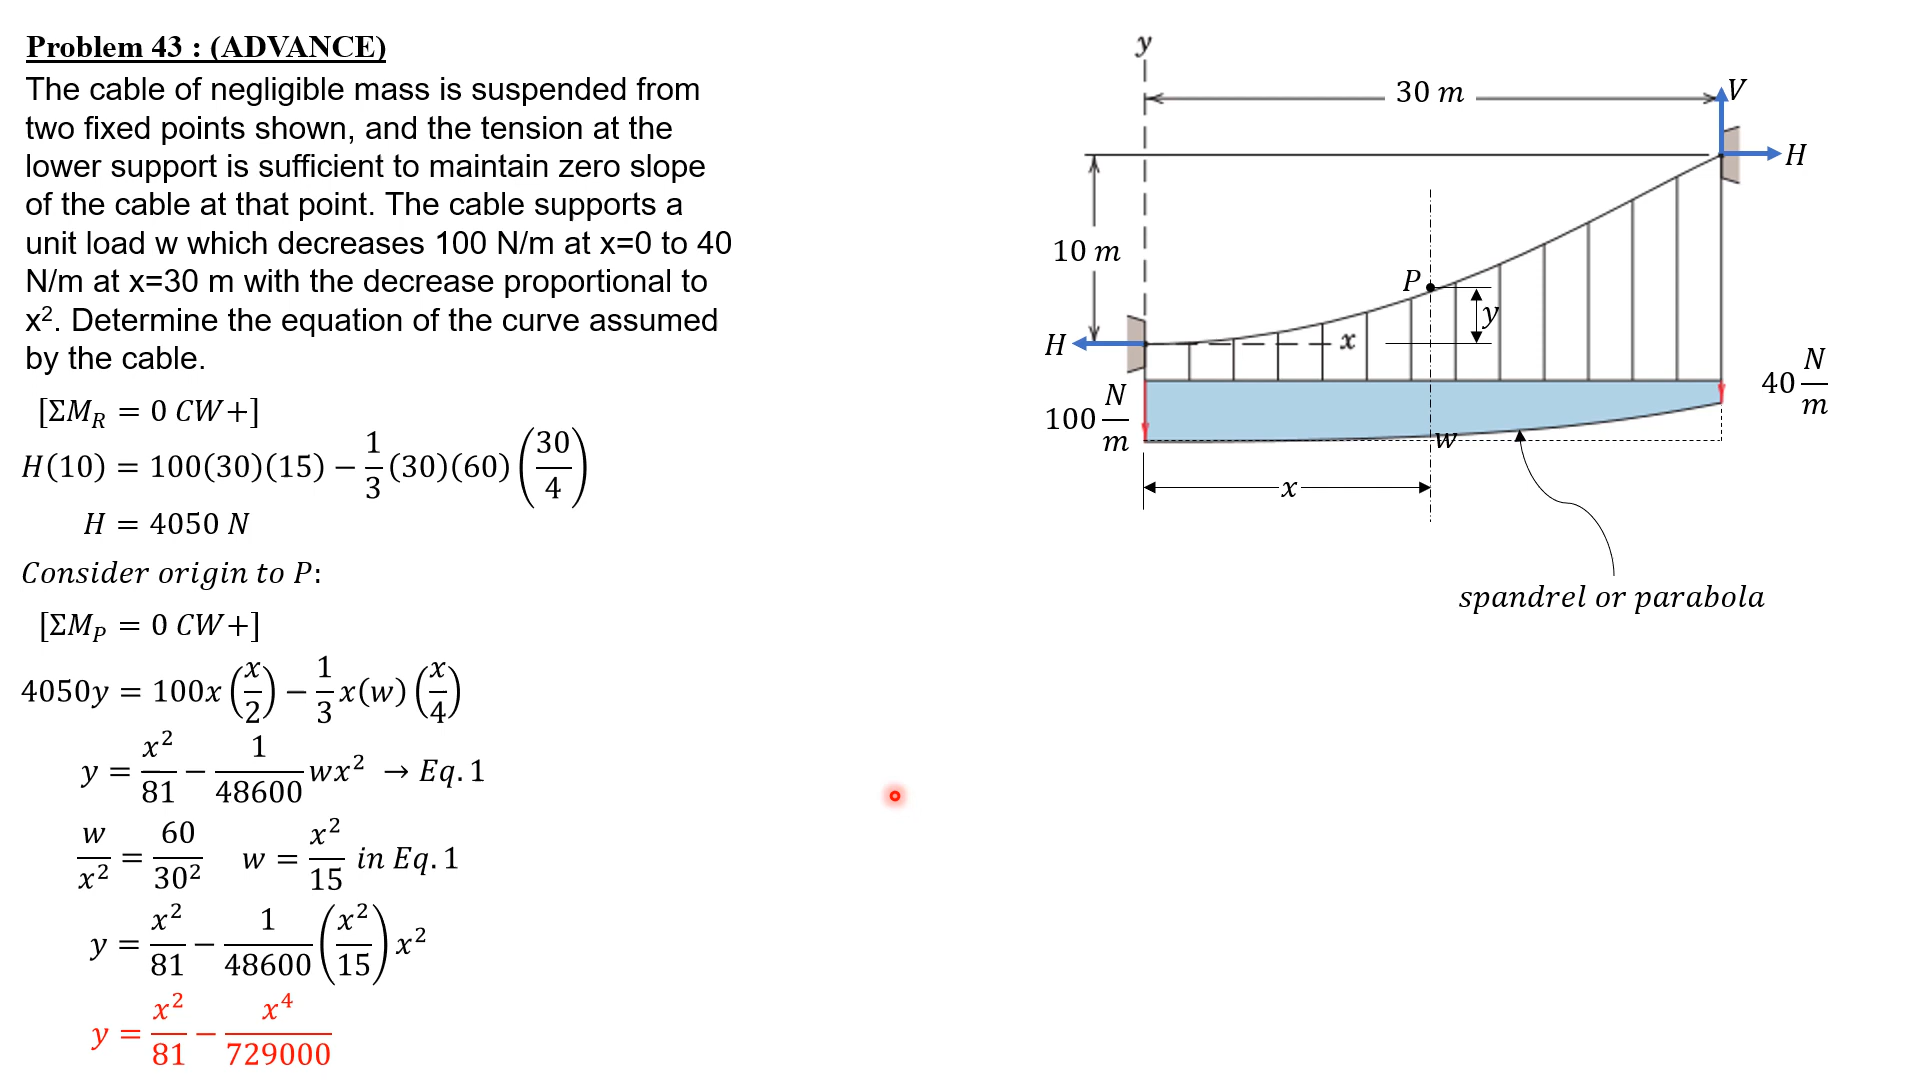 Problem 43 : (ADVANCE)
The cable of negligible mass is suspended from
two fixed points shown, and the tension at the
lower support is sufficient to maintain zero slope
of the cable at that point. The cable supports a
unit load w which decreases 100 N/m at x=0 to 40
N/m at x=30 m with the decrease proportional to
x². Determine the equation of the curve assumed
by the cable.
[ΣM_R = 0 CW+]
H(10) = 100(30)(15) − 1/3 (30)(60) (30/4)
H = 4050 N
Consider origin to P:
[ΣM_P = 0 CW+]
4050y = 100x (x/2) − 1/3 x(w) (x/4)
y = x²/81 − 1/48600 wx² → Eq. 1
w/x² = 60/30² w = x²/15 in Eq. 1
y = x²/81 − 1/48600 (x²/15) x²
y = x²/81 − x⁴/729000
y
30 m
V
H
10 m
P
y
H
x
100 N/m
40 N/m
w
x
spandrel or parabola